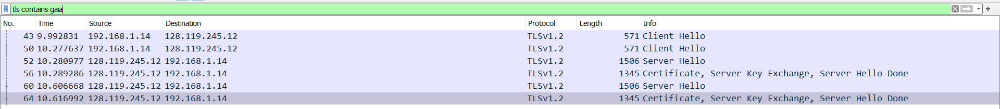 tls contains gaia
No. Time Source Destination Protocol Length Info
43 9.992831 192.168.1.14 128.119.245.12 TLSv1.2 571 Client Hello
50 10.277637 192.168.1.14 128.119.245.12 TLSv1.2 571 Client Hello
52 10.280977 128.119.245.12 192.168.1.14 TLSv1.2 1506 Server Hello
56 10.289286 128.119.245.12 192.168.1.14 TLSv1.2 1345 Certificate, Server Key Exchange, Server Hello Done
60 10.606668 128.119.245.12 192.168.1.14 TLSv1.2 1506 Server Hello
64 10.616992 128.119.245.12 192.168.1.14 TLSv1.2 1345 Certificate, Server Key Exchange, Server Hello Done